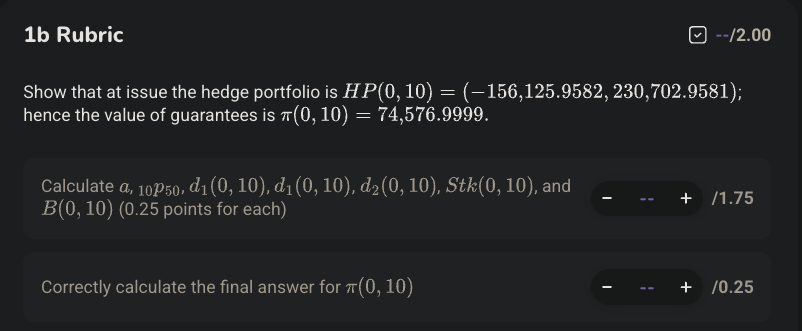 1b Rubric
--/2.00
Show that at issue the hedge portfolio is HP(0, 10) = (−156,125.9582, 230,702.9581);
hence the value of guarantees is π(0, 10) = 74,576.9999.
Calculate a, ₁₀p₅₀, d₁(0, 10), d₁(0, 10), d₂(0, 10), Stk(0, 10), and
B(0, 10) (0.25 points for each)
− -- + /1.75
Correctly calculate the final answer for π(0, 10)
− -- + /0.25